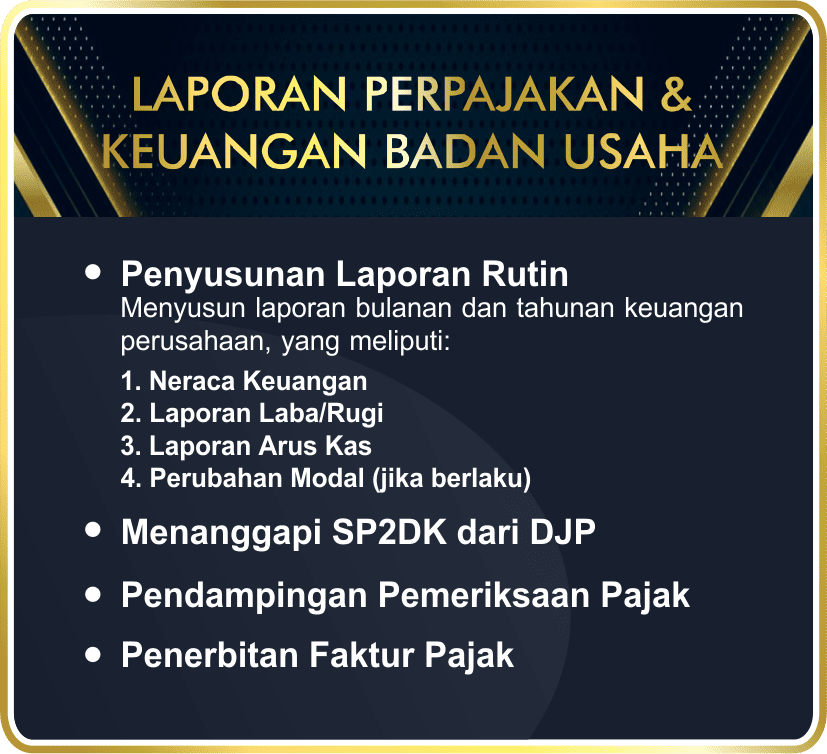 LAPORAN PERPAJAKAN &
KEUANGAN BADAN USAHA
• Penyusunan Laporan Rutin
Menyusun laporan bulanan dan tahunan keuangan
perusahaan, yang meliputi:
1. Neraca Keuangan
2. Laporan Laba/Rugi
3. Laporan Arus Kas
4. Perubahan Modal (jika berlaku)
• Menanggapi SP2DK dari DJP
• Pendampingan Pemeriksaan Pajak
• Penerbitan Faktur Pajak